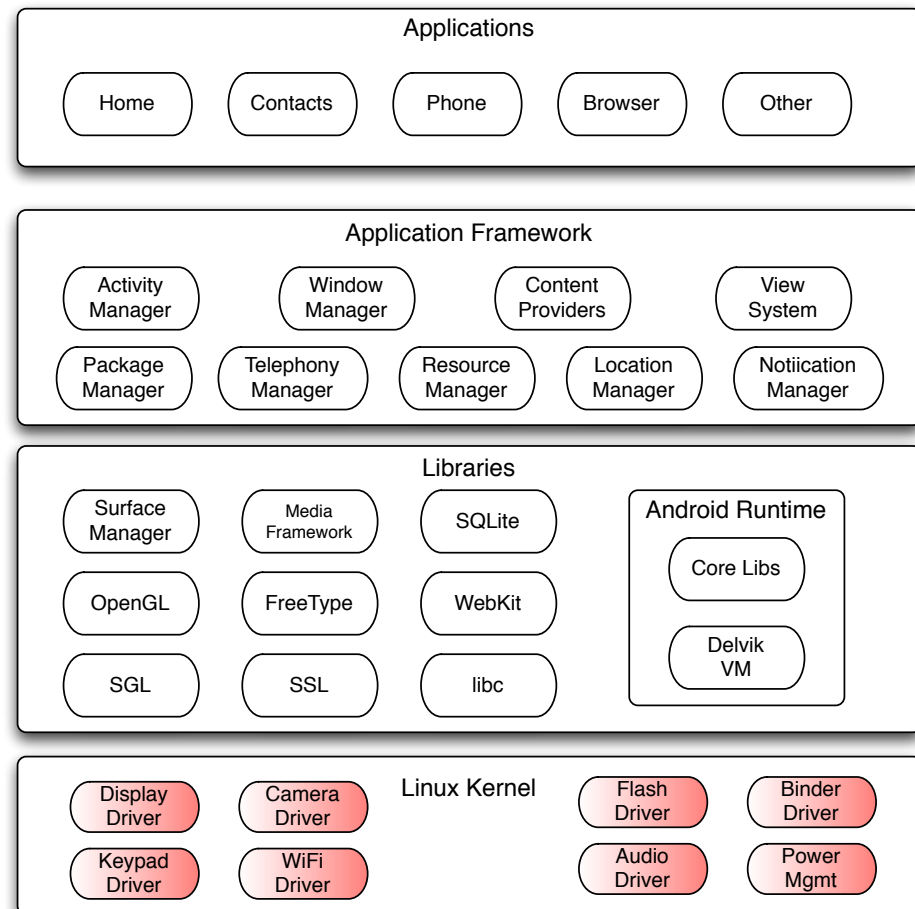 Applications
Home
Contacts
Phone
Browser
Other
Application Framework
Activity
Manager
Window
Manager
Content
Providers
View
System
Package
Manager
Telephony
Manager
Resource
Manager
Location
Manager
Notiication
Manager
Libraries
Surface
Manager
Media
Framework
SQLite
OpenGL
FreeType
WebKit
SGL
SSL
libc
Android Runtime
Core Libs
Delvik
VM
Linux Kernel
Display
Driver
Camera
Driver
Flash
Driver
Binder
Driver
Keypad
Driver
WiFi
Driver
Audio
Driver
Power
Mgmt